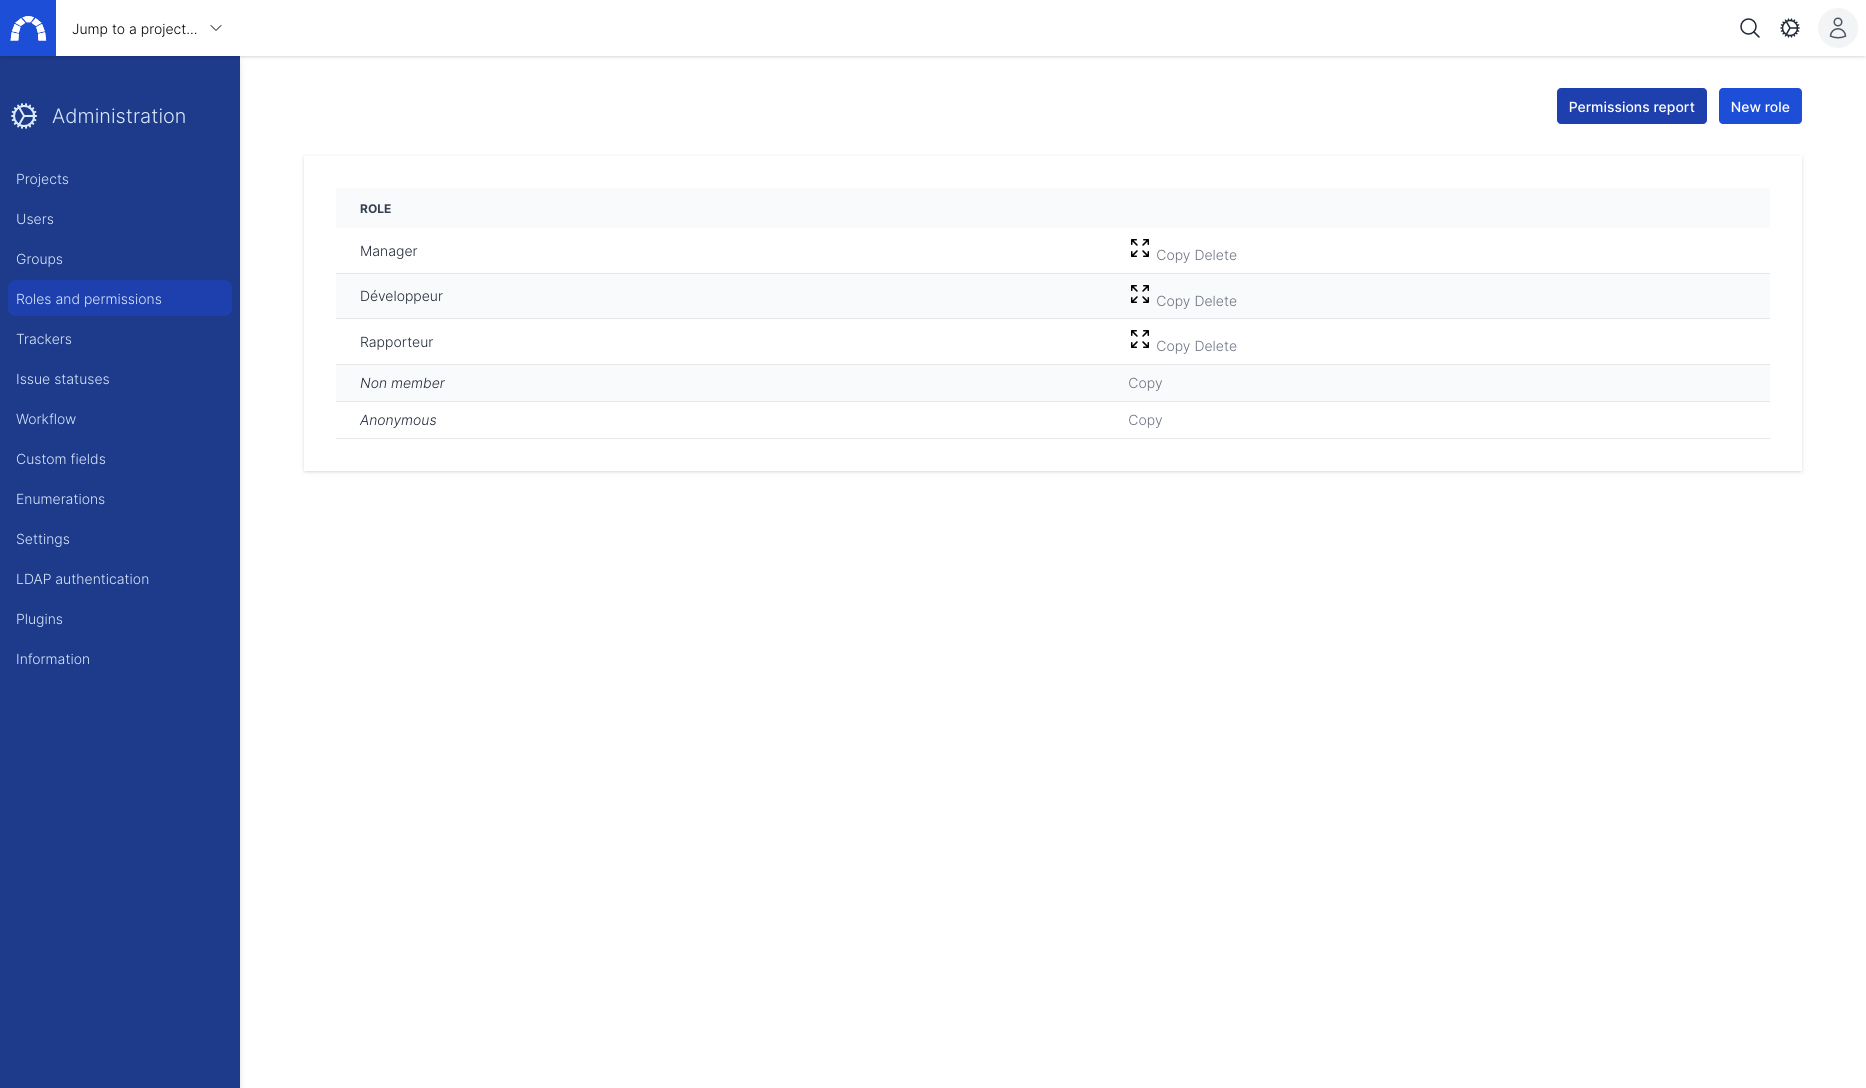 Jump to a project...
Administration
Projects
Users
Groups
Roles and permissions
Trackers
Issue statuses
Workflow
Custom fields
Enumerations
Settings
LDAP authentication
Plugins
Information
Permissions report New role
ROLE
Manager Copy Delete
Développeur Copy Delete
Rapporteur Copy Delete
Non member Copy
Anonymous Copy